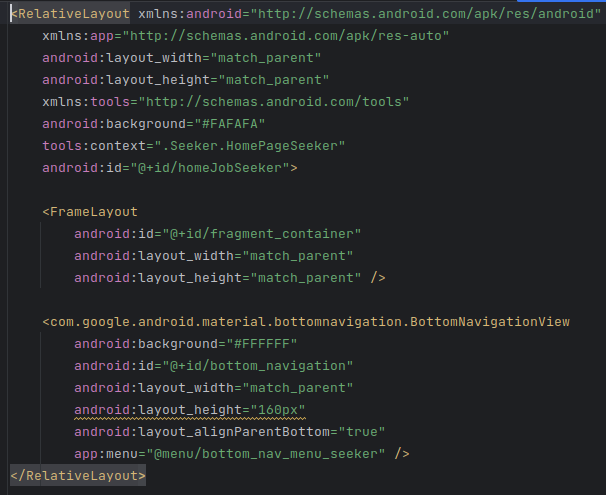 <RelativeLayout xmlns:android="http://schemas.android.com/apk/res/android"
    xmlns:app="http://schemas.android.com/apk/res-auto"
    android:layout_width="match_parent"
    android:layout_height="match_parent"
    xmlns:tools="http://schemas.android.com/tools"
    android:background="#FAFAFA"
    tools:context=".Seeker.HomePageSeeker"
    android:id="@+id/homeJobSeeker">

    <FrameLayout
        android:id="@+id/fragment_container"
        android:layout_width="match_parent"
        android:layout_height="match_parent" />

    <com.google.android.material.bottomnavigation.BottomNavigationView
        android:background="#FFFFFF"
        android:id="@+id/bottom_navigation"
        android:layout_width="match_parent"
        android:layout_height="160px"
        android:layout_alignParentBottom="true"
        app:menu="@menu/bottom_nav_menu_seeker" />
</RelativeLayout>